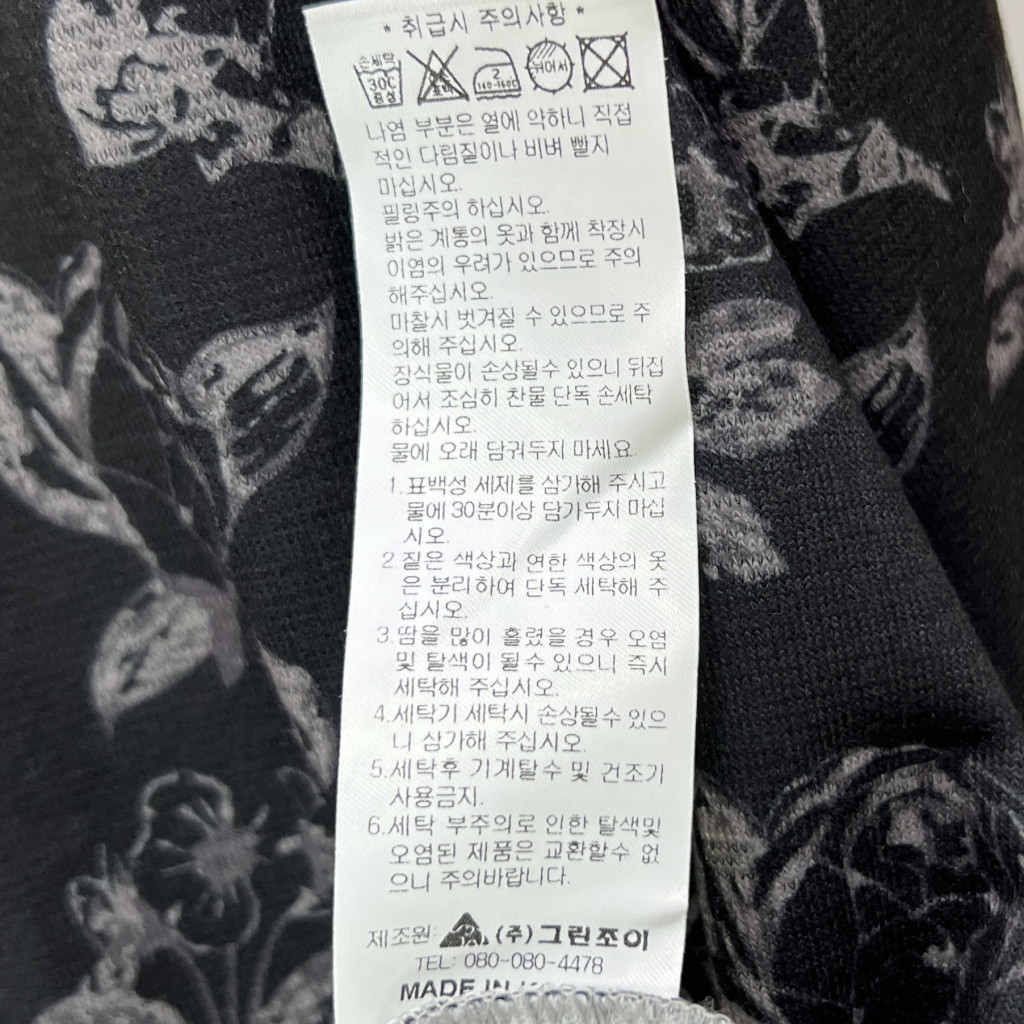 * 취급시 주의사항 *
손세탁
30C
중성
2
140-160℃
뉘어서
나염 부분은 열에 약하니 직접
적인 다림질이나 비벼 빨지
마십시오.
필링주의 하십시오.
밝은 계통의 옷과 함께 착장시
이염의 우려가 있으므로 주의
해주십시오.
마찰시 벗겨질 수 있으므로 주
의해 주십시오.
장식물이 손상될수 있으니 뒤집
어서 조심히 찬물 단독 손세탁
하십시오.
물에 오래 담궈두지 마세요.
1.표백성 세제를 삼가해 주시고
물에 30분이상 담가두지 마십
시오.
2.짙은 색상과 연한 색상의 옷
은 분리하여 단독 세탁해 주
십시오.
3.땀을 많이 흘렸을 경우 오염
및 탈색이 될수 있으니 즉시
세탁해 주십시오.
4.세탁기 세탁시 손상될수 있으
니 삼가해 주십시오.
5.세탁후 기계탈수 및 건조기
사용금지.
6.세탁 부주의로 인한 탈색및
오염된 제품은 교환할수 없
으니 주의바랍니다.
제조원: (주)그린조이
TEL: 080-080-4478
MADE IN